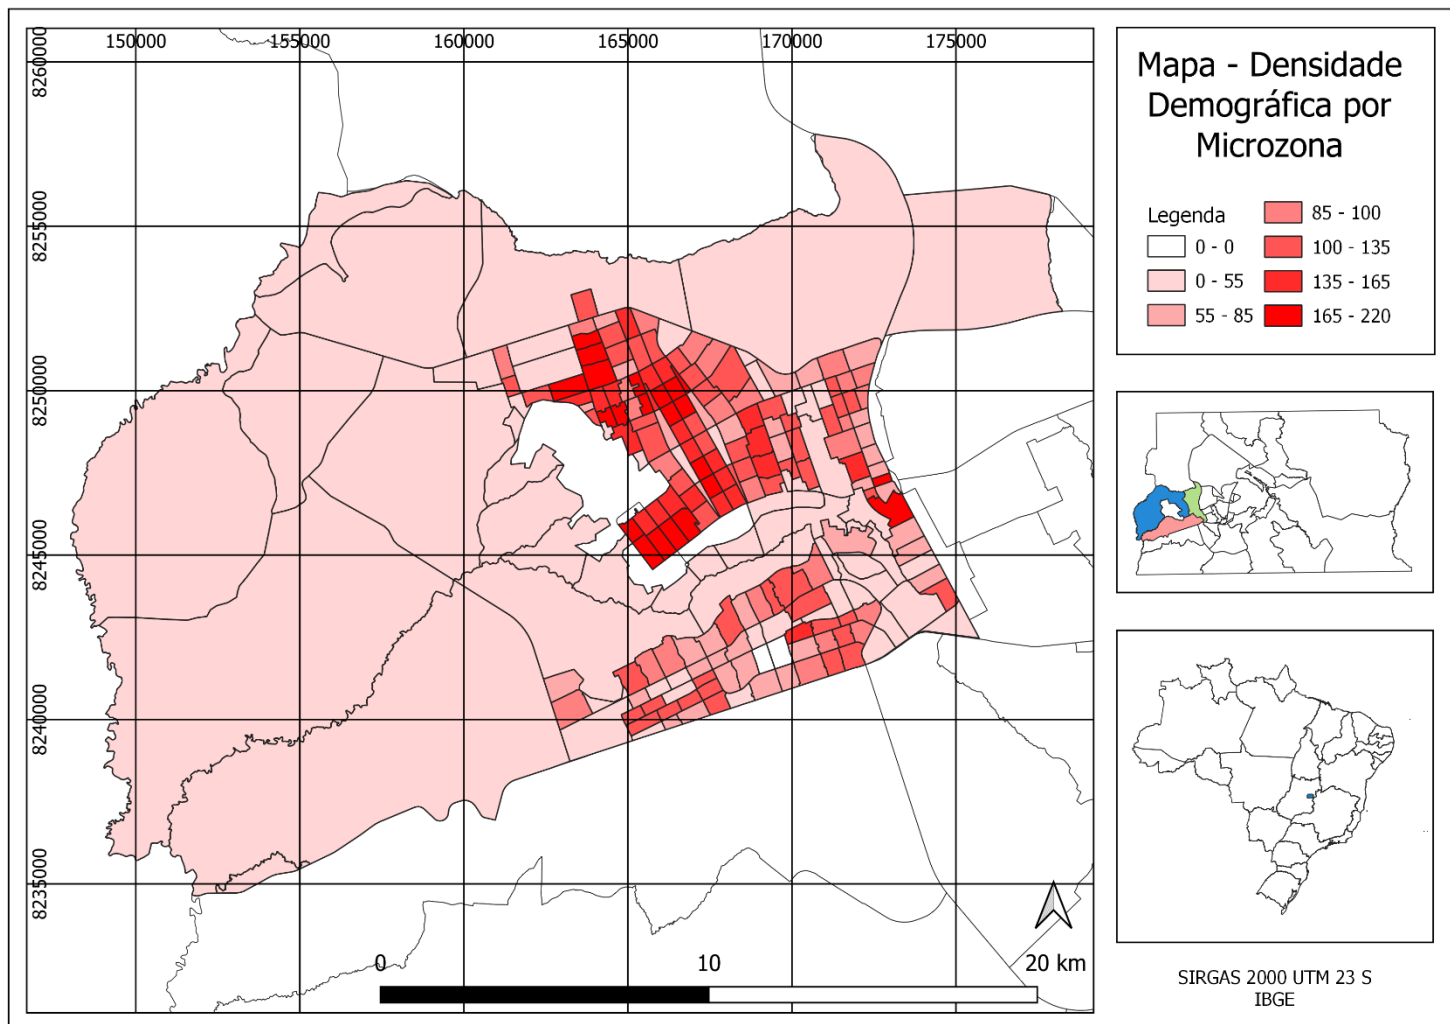 150000
155000
160000
165000
170000
175000
8260000
8255000
8250000
8245000
8240000
8235000
0
10
20 km
Mapa - Densidade
Demográfica por
Microzona
Legenda
0 - 0
0 - 55
55 - 85
85 - 100
100 - 135
135 - 165
165 - 220
SIRGAS 2000 UTM 23 S
IBGE